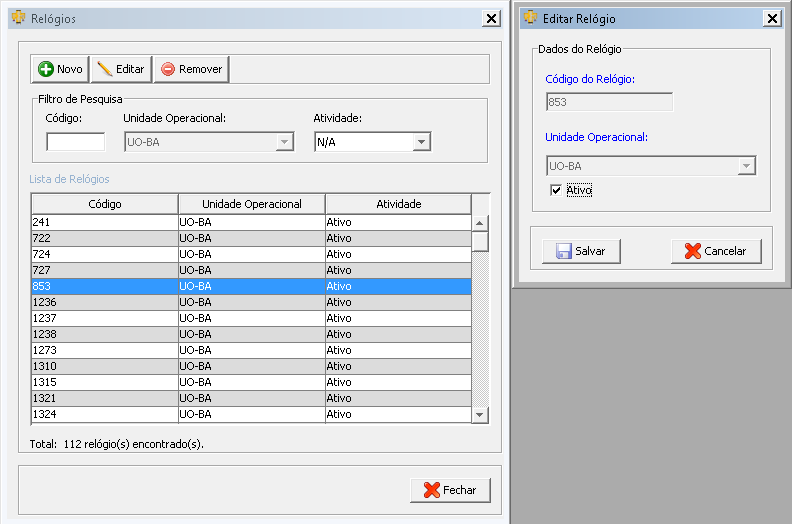 Relógios
Novo Editar Remover
Filtro de Pesquisa
Código: Unidade Operacional: Atividade:
UO-BA N/A
Lista de Relógios
Código Unidade Operacional Atividade
241 UO-BA Ativo
722 UO-BA Ativo
724 UO-BA Ativo
727 UO-BA Ativo
853 UO-BA Ativo
1236 UO-BA Ativo
1237 UO-BA Ativo
1238 UO-BA Ativo
1273 UO-BA Ativo
1310 UO-BA Ativo
1315 UO-BA Ativo
1321 UO-BA Ativo
1324 UO-BA Ativo
Total: 112 relógio(s) encontrado(s).
Fechar
Editar Relógio
Dados do Relógio
Código do Relógio:
853
Unidade Operacional:
UO-BA
Ativo
Salvar Cancelar